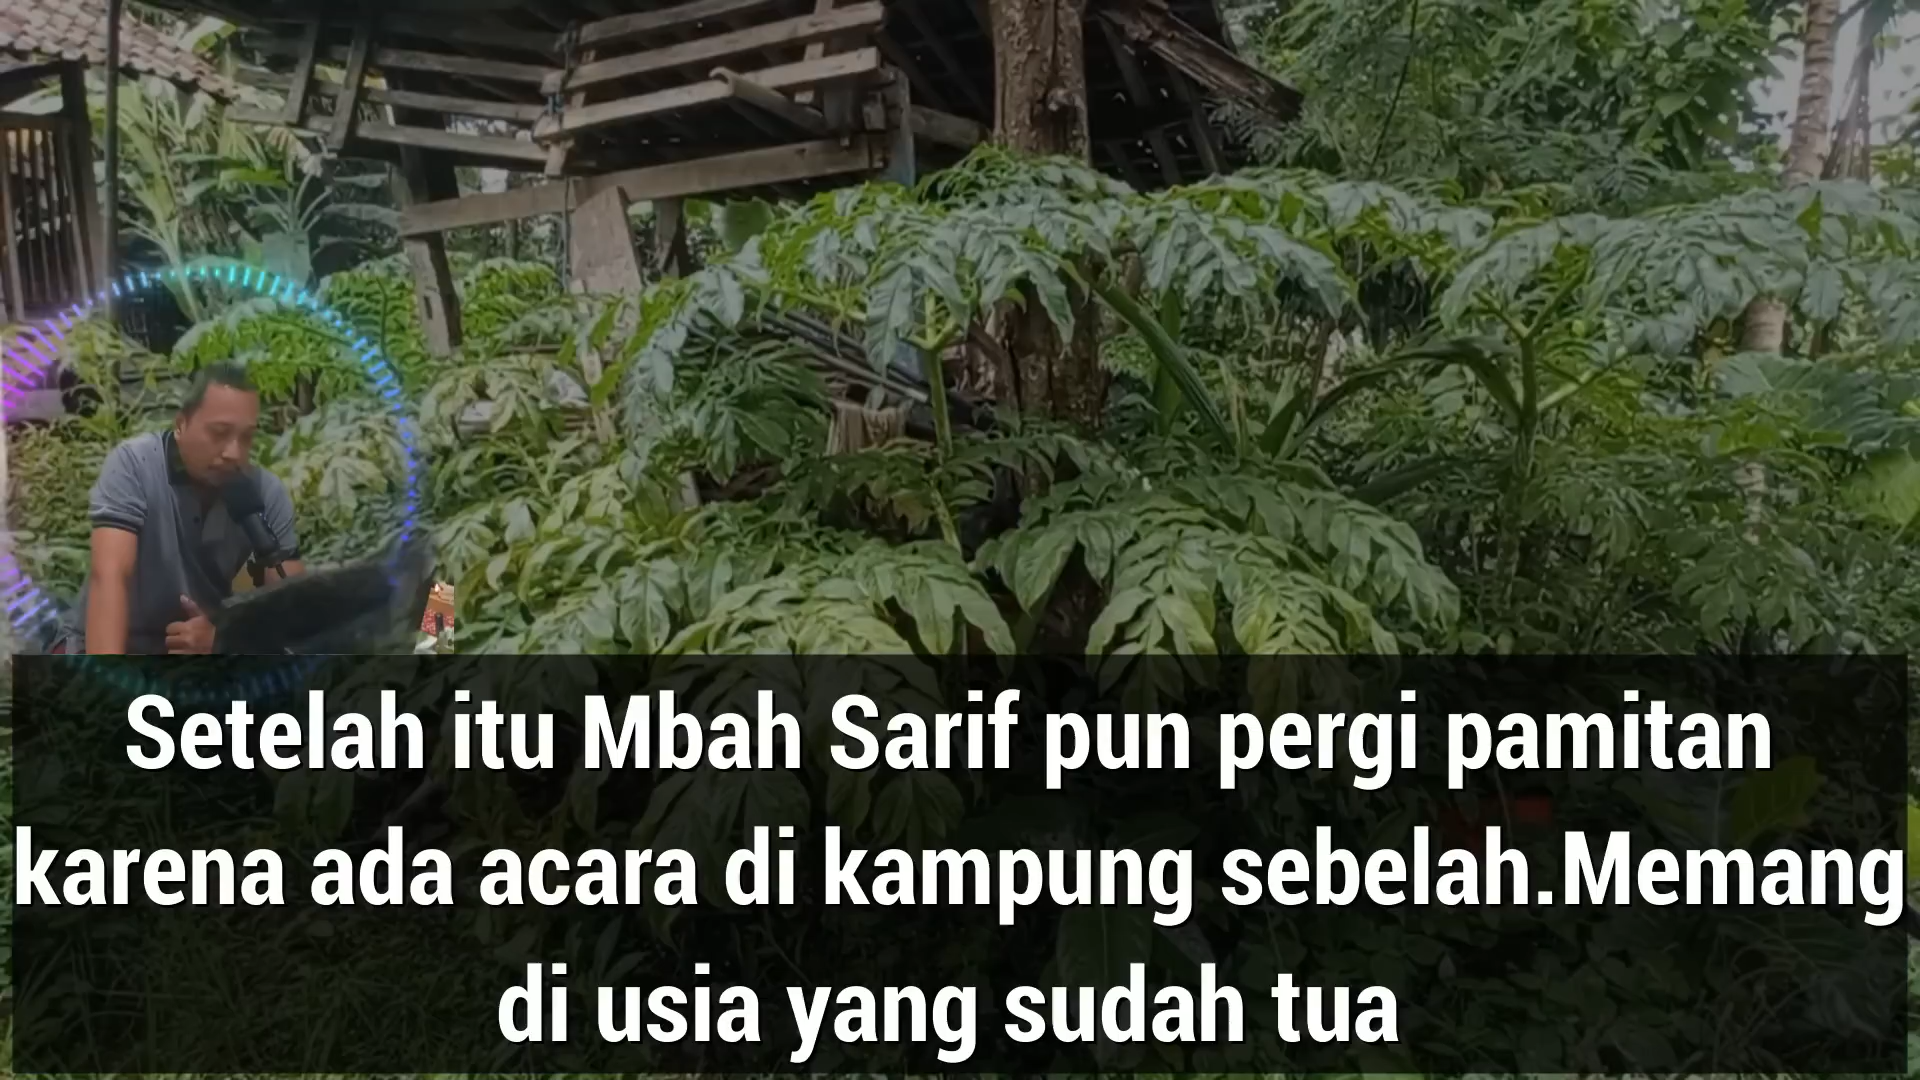 Setelah itu Mbah Sarif pun pergi pamitan
karena ada acara di kampung sebelah.Memang
di usia yang sudah tua